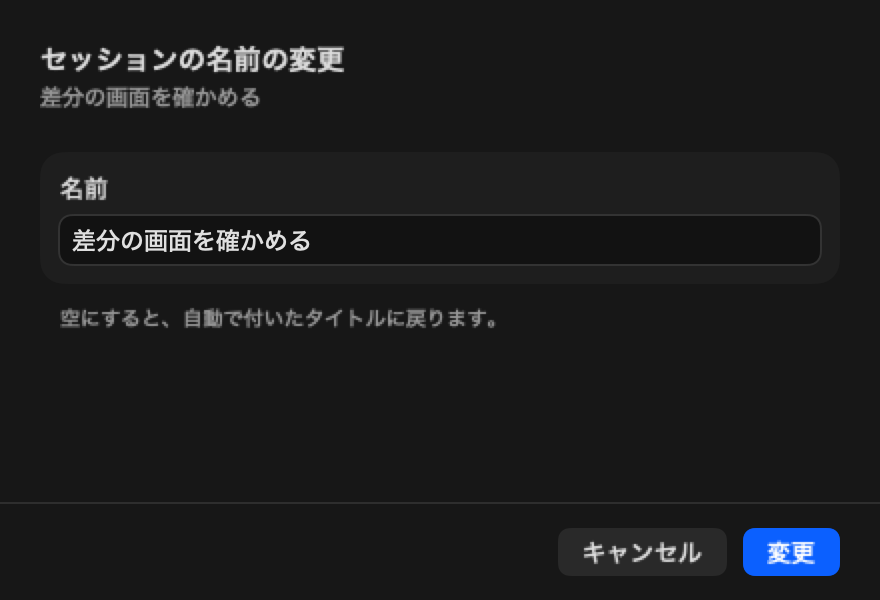 セッションの名前の変更
差分の画面を確かめる
名前
差分の画面を確かめる
空にすると、自動で付いたタイトルに戻ります。
キャンセル
変更